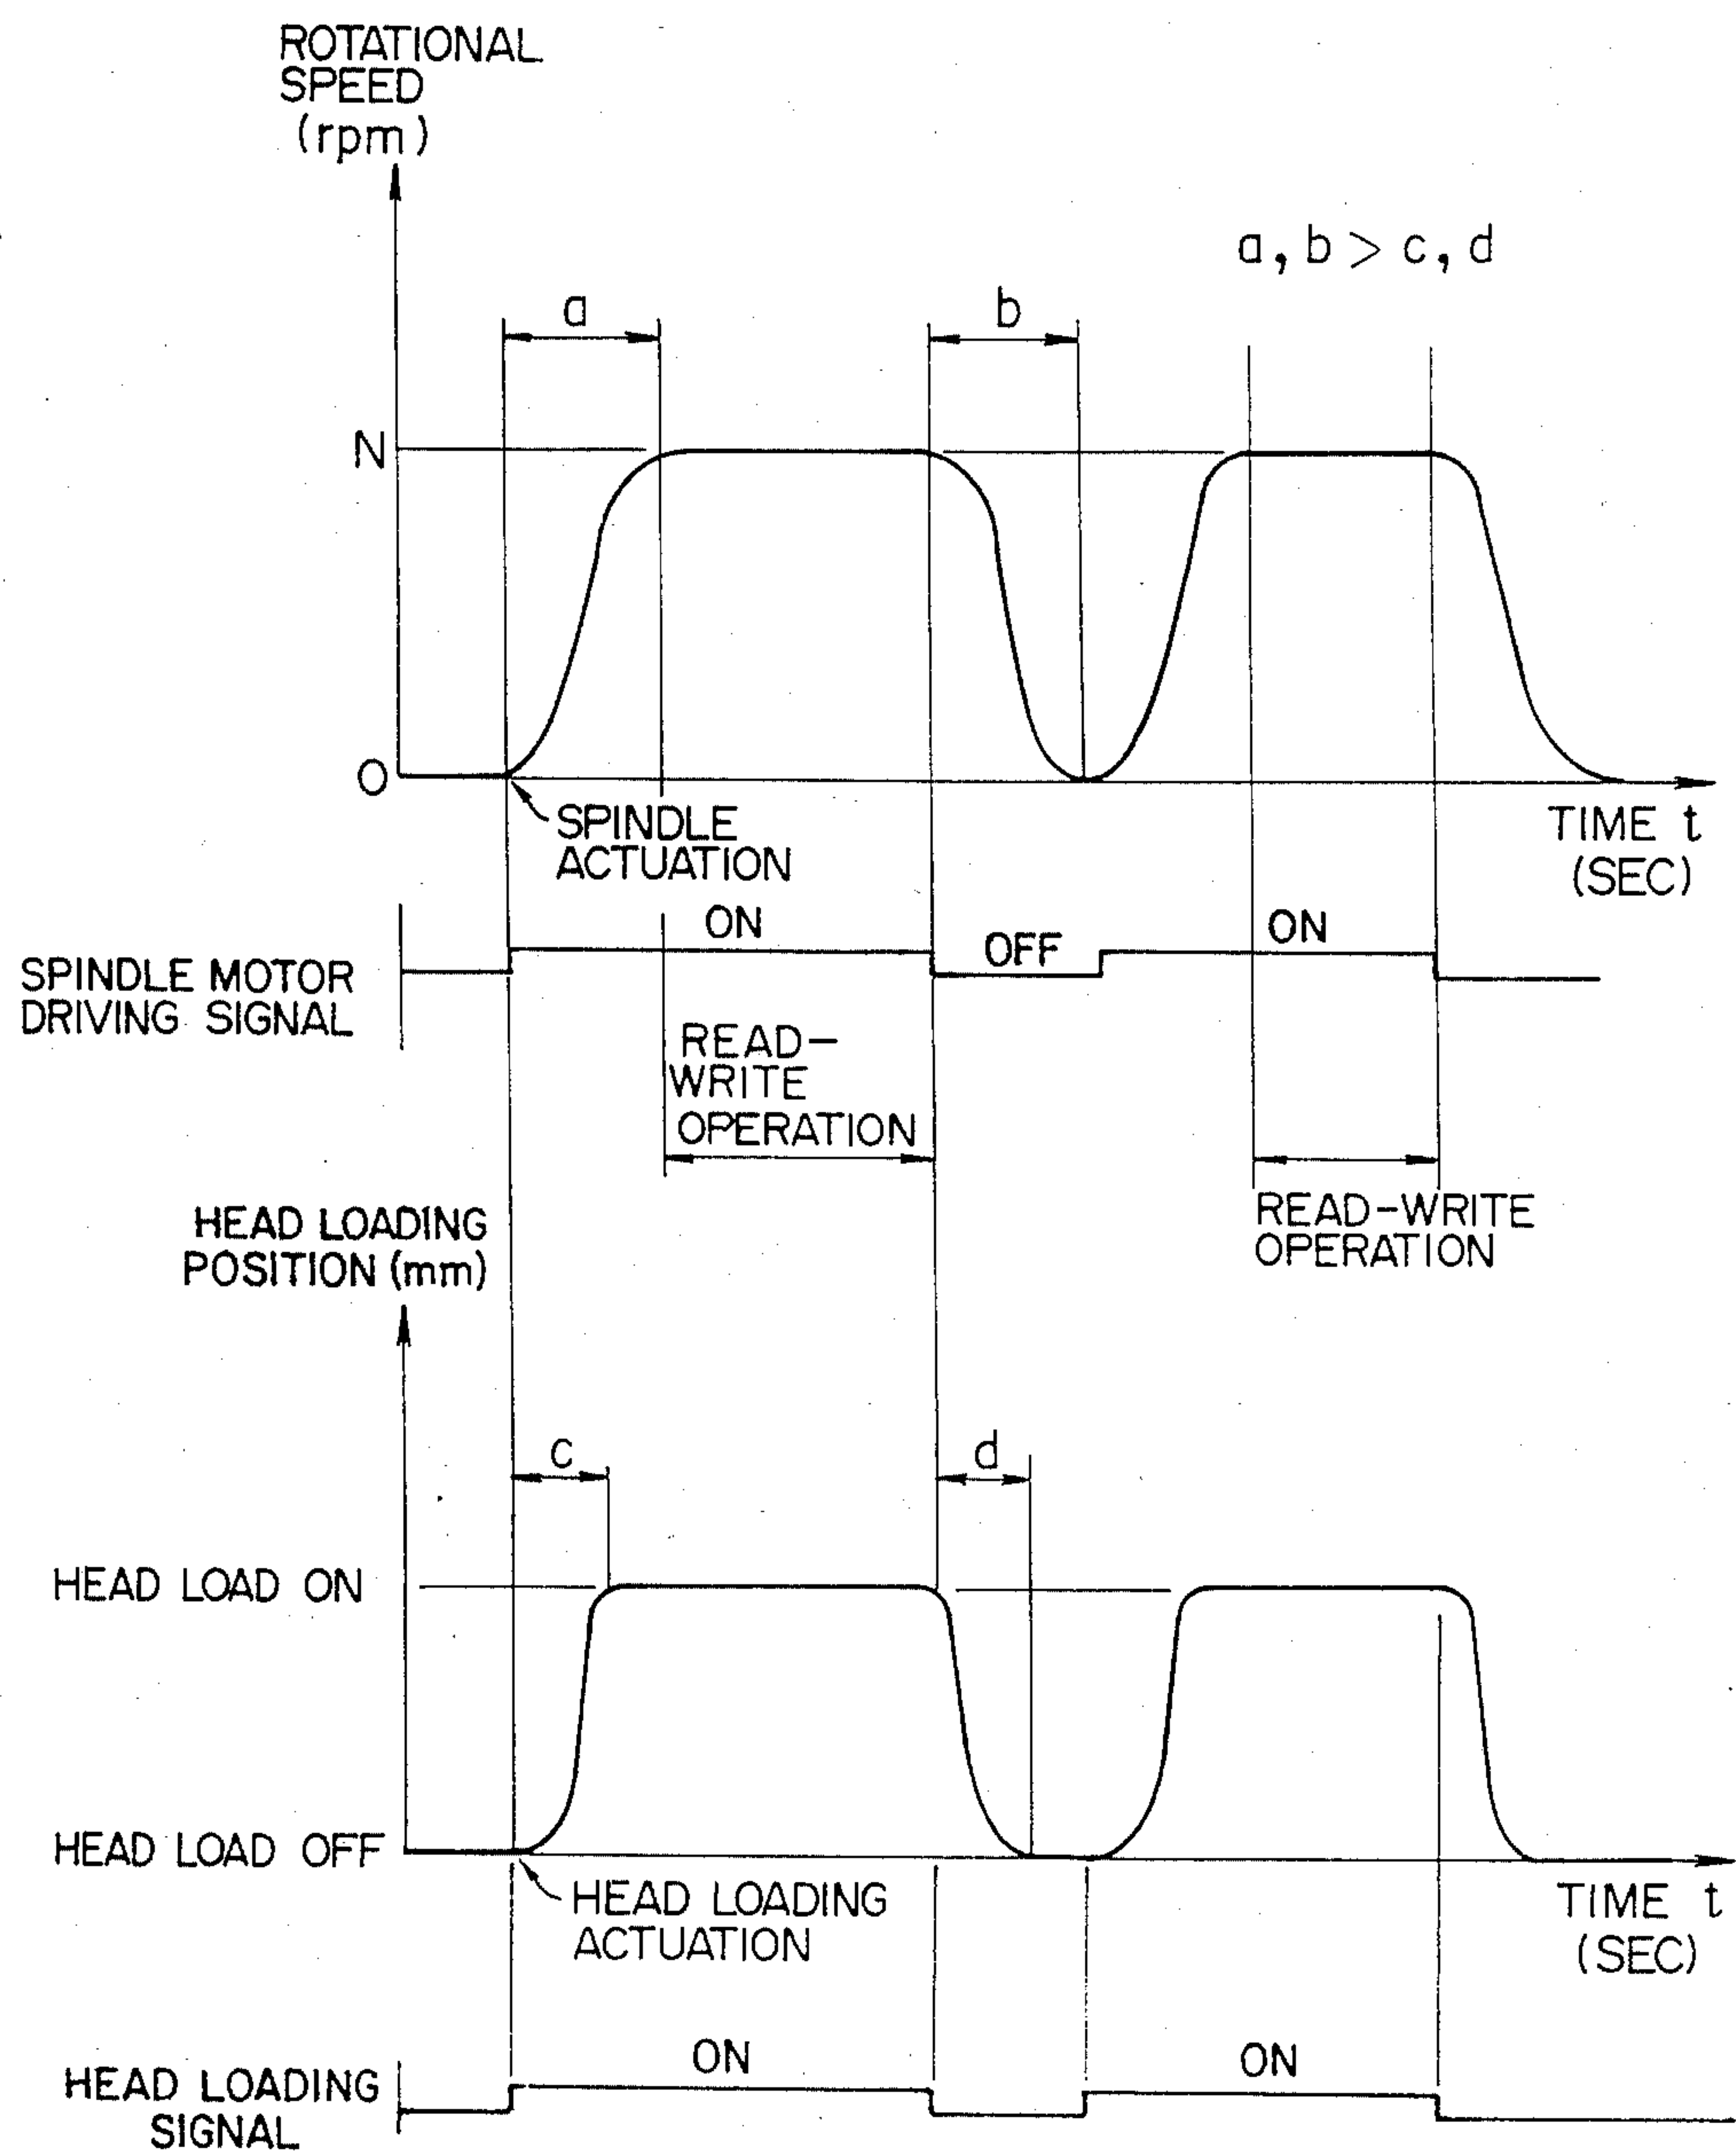 ROTATIONAL
SPEED
(rpm)
a, b > c, d
a
b
N
O
SPINDLE
ACTUATION
TIME t
(SEC)
ON
OFF
ON
SPINDLE MOTOR
DRIVING SIGNAL
READ-
WRITE
OPERATION
READ-WRITE
OPERATION
HEAD LOADING
POSITION (mm)
c
d
HEAD LOAD ON
HEAD LOAD OFF
HEAD LOADING
ACTUATION
TIME t
(SEC)
ON
ON
HEAD LOADING
SIGNAL